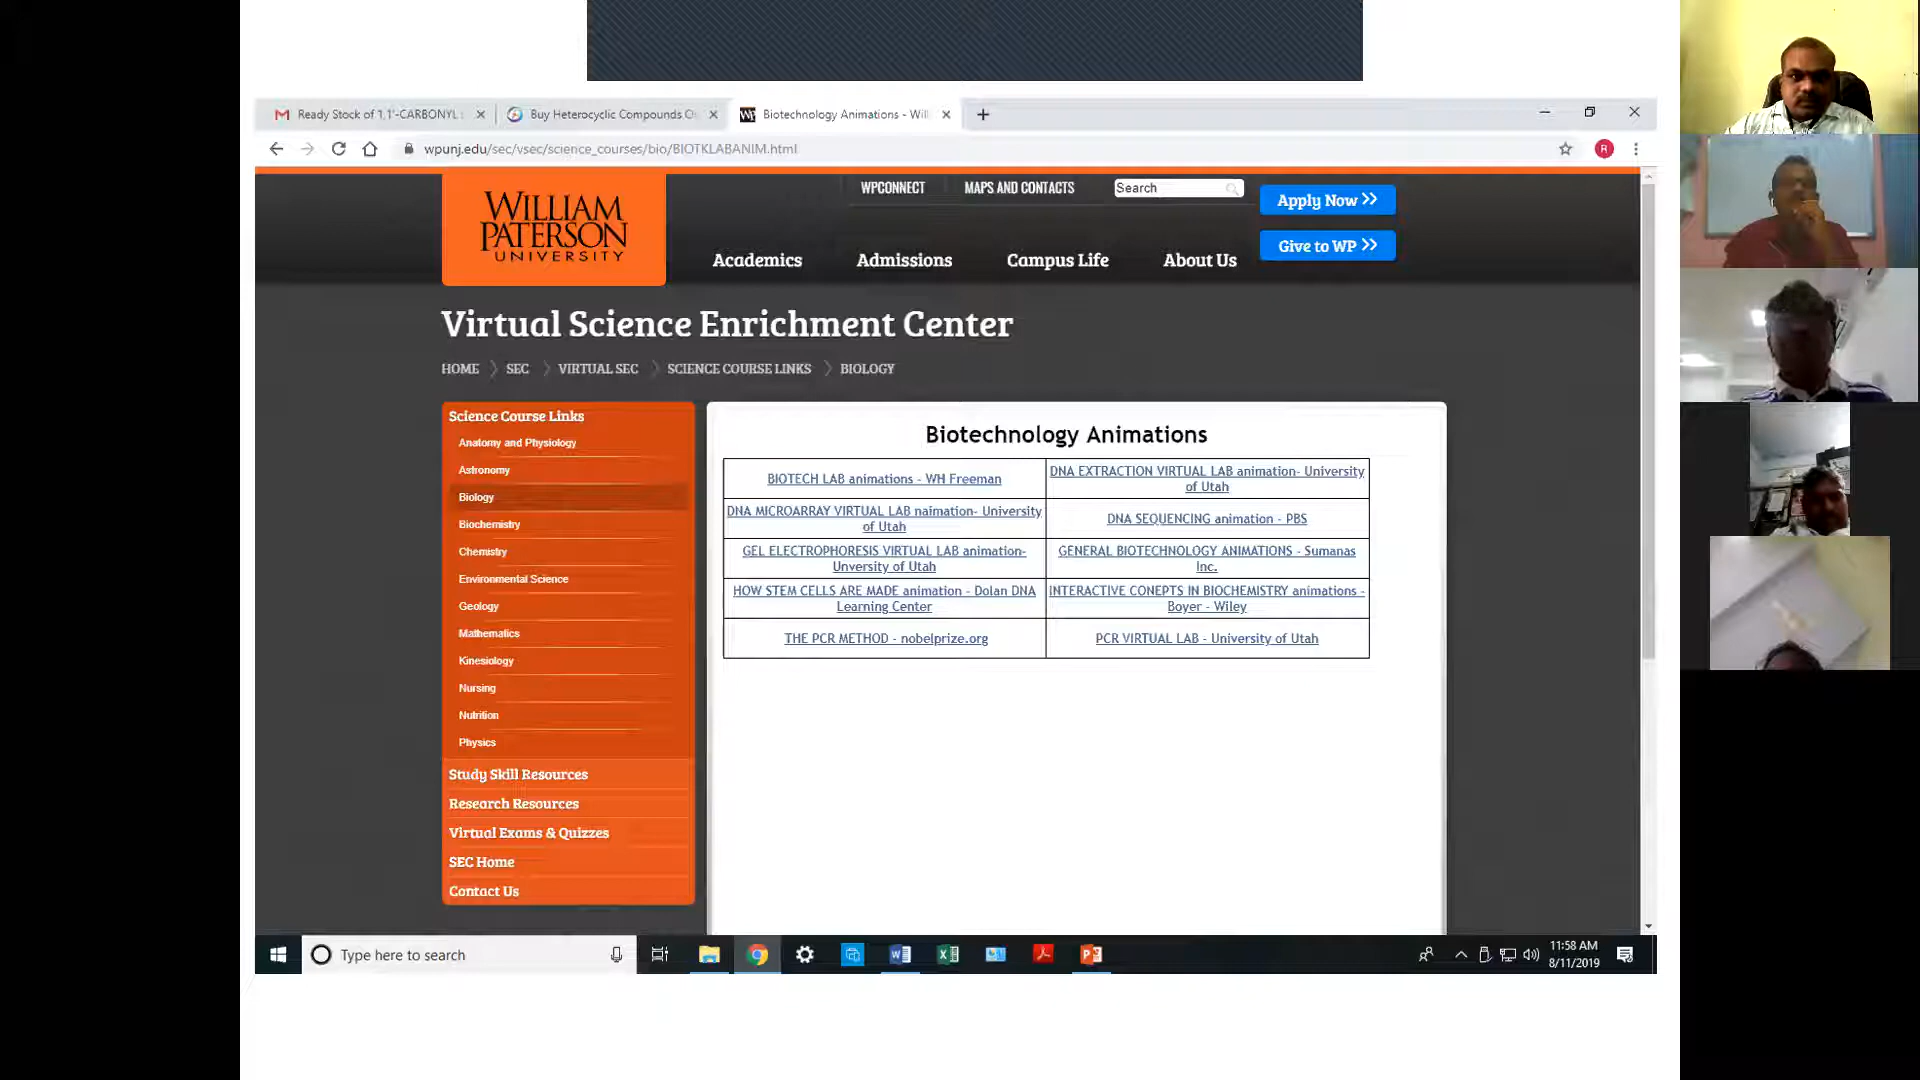 Ready Stock of 1,1'-CARBONYL
Buy Heterocyclic Compounds O
Biotechnology Animations - Will
wpunj.edu/sec/vsec/science_courses/bio/BIOTKLABANIM.html
R
WPCONNECT
MAPS AND CONTACTS
Search
Apply Now
WILLIAM
PATERSON
UNIVERSITY
Give to WP
Academics
Admissions
Campus Life
About Us
Virtual Science Enrichment Center
HOME
SEC
VIRTUAL SEC
SCIENCE COURSE LINKS
BIOLOGY
Science Course Links
Anatomy and Physiology
Astronomy
Biology
Biochemistry
Chemistry
Environmental Science
Geology
Mathematics
Kinesiology
Nursing
Nutrition
Physics
Study Skill Resources
Research Resources
Virtual Exams & Quizzes
SEC Home
Contact Us
Biotechnology Animations
BIOTECH LAB animations - WH Freeman
DNA EXTRACTION VIRTUAL LAB animation- University
of Utah
DNA MICROARRAY VIRTUAL LAB naimation- University
of Utah
DNA SEQUENCING animation - PBS
GEL ELECTROPHORESIS VIRTUAL LAB animation-
Unversity of Utah
GENERAL BIOTECHNOLOGY ANIMATIONS - Sumanas
Inc.
HOW STEM CELLS ARE MADE animation - Dolan DNA
Learning Center
INTERACTIVE CONEPTS IN BIOCHEMISTRY animations -
Boyer - Wiley
THE PCR METHOD - nobelprize.org
PCR VIRTUAL LAB - University of Utah
Type here to search
11:58 AM
8/11/2019